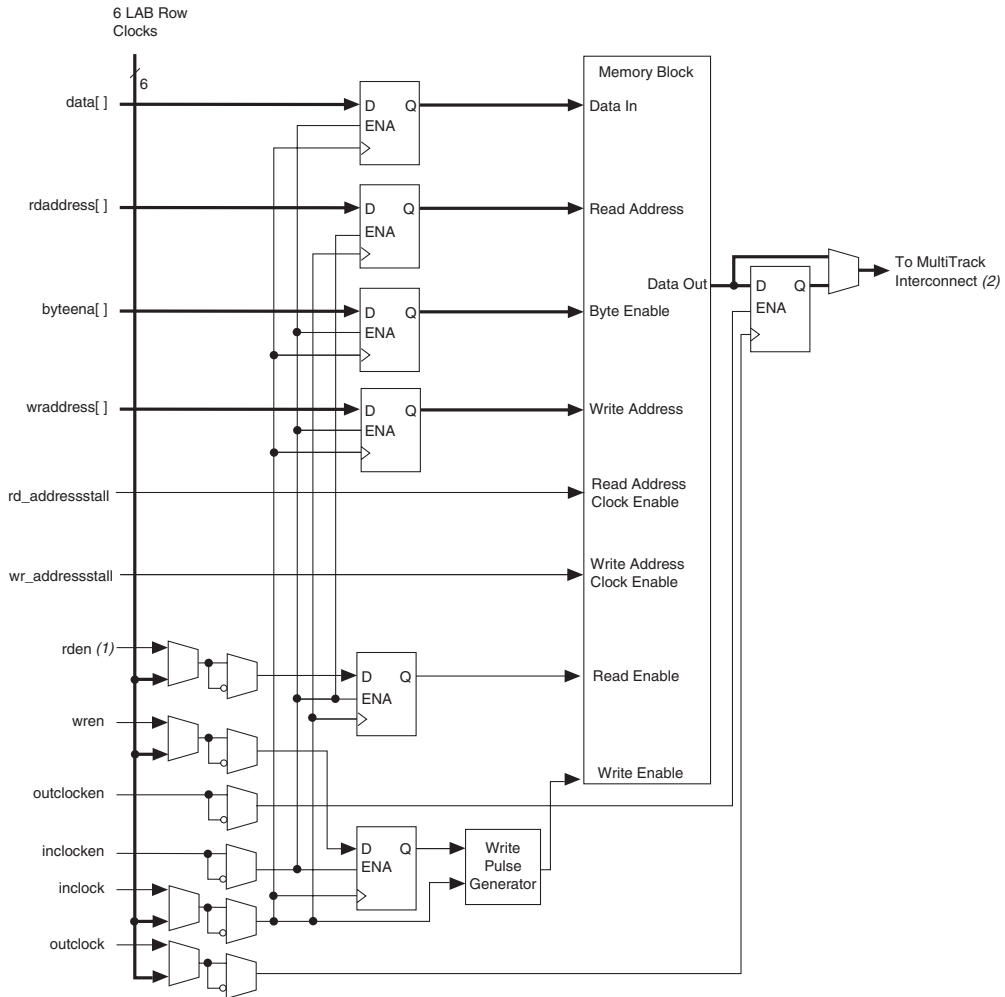 6 LAB Row
Clocks
6
Memory Block
data[ ]
D Q
ENA
Data In
rdaddress[ ]
D Q
ENA
Read Address
Data Out
D Q
ENA
To MultiTrack
Interconnect (2)
byteena[ ]
D Q
ENA
Byte Enable
wraddress[ ]
D Q
ENA
Write Address
rd_addressstall
Read Address
Clock Enable
wr_addressstall
Write Address
Clock Enable
rden (1)
D Q
ENA
Read Enable
wren
Write Enable
outclocken
inclocken
D Q
ENA
Write
Pulse
Generator
inclock
outclock